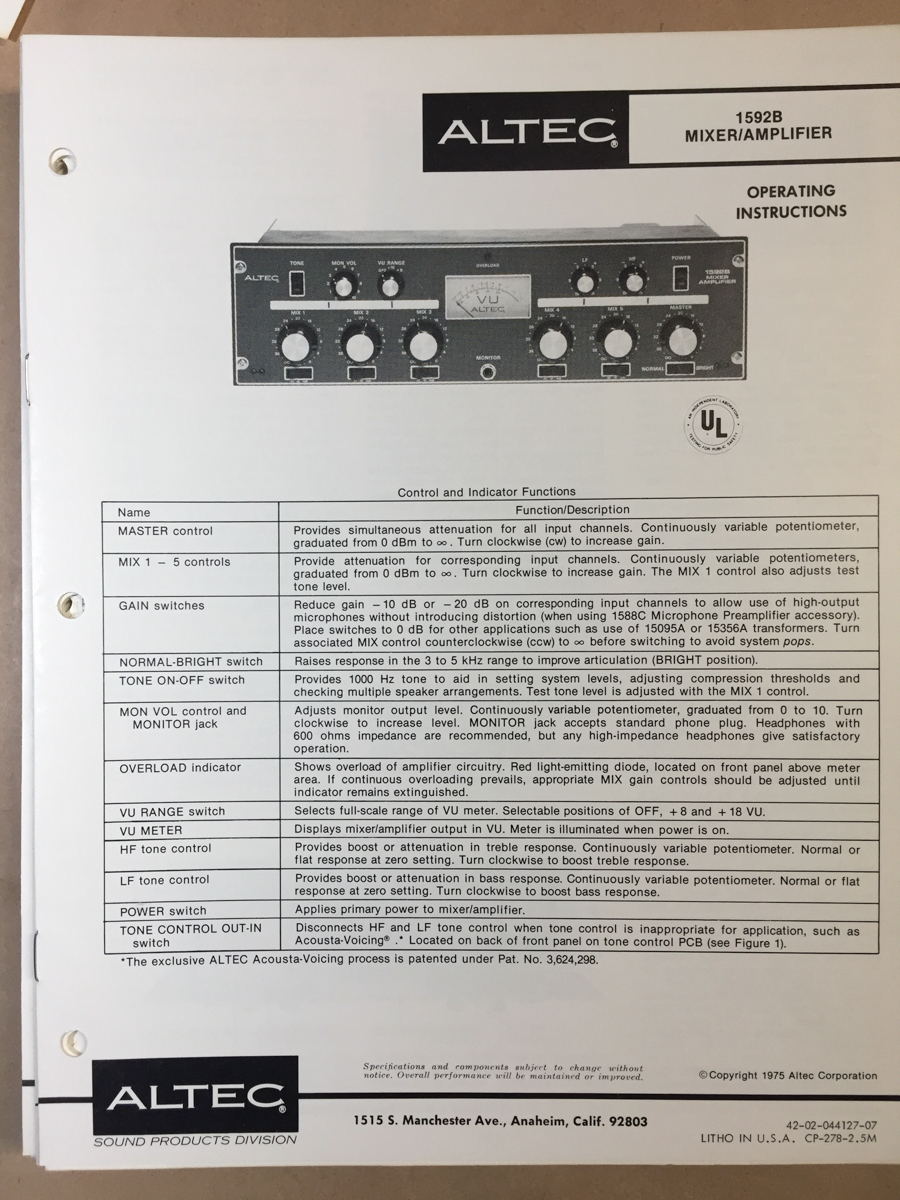 ALTEC®
1592B
MIXER/AMPLIFIER
OPERATING
INSTRUCTIONS
TONE
MON VOL
VU RANGE
OVERLOAD
LF
HF
POWER
ALTEC
1592B
MIXER
AMPLIFIER
VU
ALTEC
MIX 1
MIX 2
MIX 3
MIX 4
MIX 5
MASTER
MONITOR
NORMAL
BRIGHT
AN INDEPENDENT LABORATORY
UL
TESTING FOR PUBLIC SAFETY
Control and Indicator Functions
Name
Function/Description
MASTER control
Provides simultaneous attenuation for all input channels. Continuously variable potentiometer,
graduated from 0 dBm to ∞. Turn clockwise (cw) to increase gain.
MIX 1 – 5 controls
Provide attenuation for corresponding input channels. Continuously variable potentiometers,
graduated from 0 dBm to ∞. Turn clockwise to increase gain. The MIX 1 control also adjusts test
tone level.
GAIN switches
Reduce gain –10 dB or –20 dB on corresponding input channels to allow use of high-output
microphones without introducing distortion (when using 1588C Microphone Preamplifier accessory).
Place switches to 0 dB for other applications such as use of 15095A or 15356A transformers. Turn
associated MIX control counterclockwise (ccw) to ∞ before switching to avoid system pops.
NORMAL-BRIGHT switch
Raises response in the 3 to 5 kHz range to improve articulation (BRIGHT position).
TONE ON-OFF switch
Provides 1000 Hz tone to aid in setting system levels, adjusting compression thresholds and
checking multiple speaker arrangements. Test tone level is adjusted with the MIX 1 control.
MON VOL control and
MONITOR jack
Adjusts monitor output level. Continuously variable potentiometer, graduated from 0 to 10. Turn
clockwise to increase level. MONITOR jack accepts standard phone plug. Headphones with
600 ohms impedance are recommended, but any high-impedance headphones give satisfactory
operation.
OVERLOAD indicator
Shows overload of amplifier circuitry. Red light-emitting diode, located on front panel above meter
area. If continuous overloading prevails, appropriate MIX gain controls should be adjusted until
indicator remains extinguished.
VU RANGE switch
Selects full-scale range of VU meter. Selectable positions of OFF, +8 and +18 VU.
VU METER
Displays mixer/amplifier output in VU. Meter is illuminated when power is on.
HF tone control
Provides boost or attenuation in treble response. Continuously variable potentiometer. Normal or
flat response at zero setting. Turn clockwise to boost treble response.
LF tone control
Provides boost or attenuation in bass response. Continuously variable potentiometer. Normal or flat
response at zero setting. Turn clockwise to boost bass response.
POWER switch
Applies primary power to mixer/amplifier.
TONE CONTROL OUT-IN
switch
Disconnects HF and LF tone control when tone control is inappropriate for application, such as
Acousta-Voicing® .* Located on back of front panel on tone control PCB (see Figure 1).
*The exclusive ALTEC Acousta-Voicing process is patented under Pat. No. 3,624,298.
ALTEC®
SOUND PRODUCTS DIVISION
Specifications and components subject to change without
notice. Overall performance will be maintained or improved.
©Copyright 1975 Altec Corporation
1515 S. Manchester Ave., Anaheim, Calif. 92803
42-02-044127-07
LITHO IN U.S.A. CP-278-2.5M